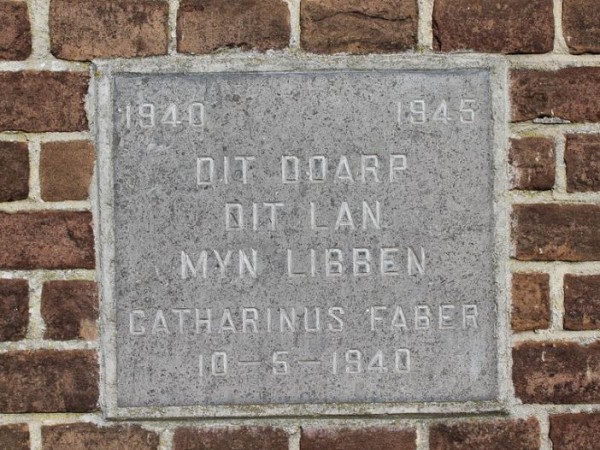 1940 1945
DIT DOARP
DIT LAN
MYN LIBBEN
CATHARINUS FABER
10-5-1940